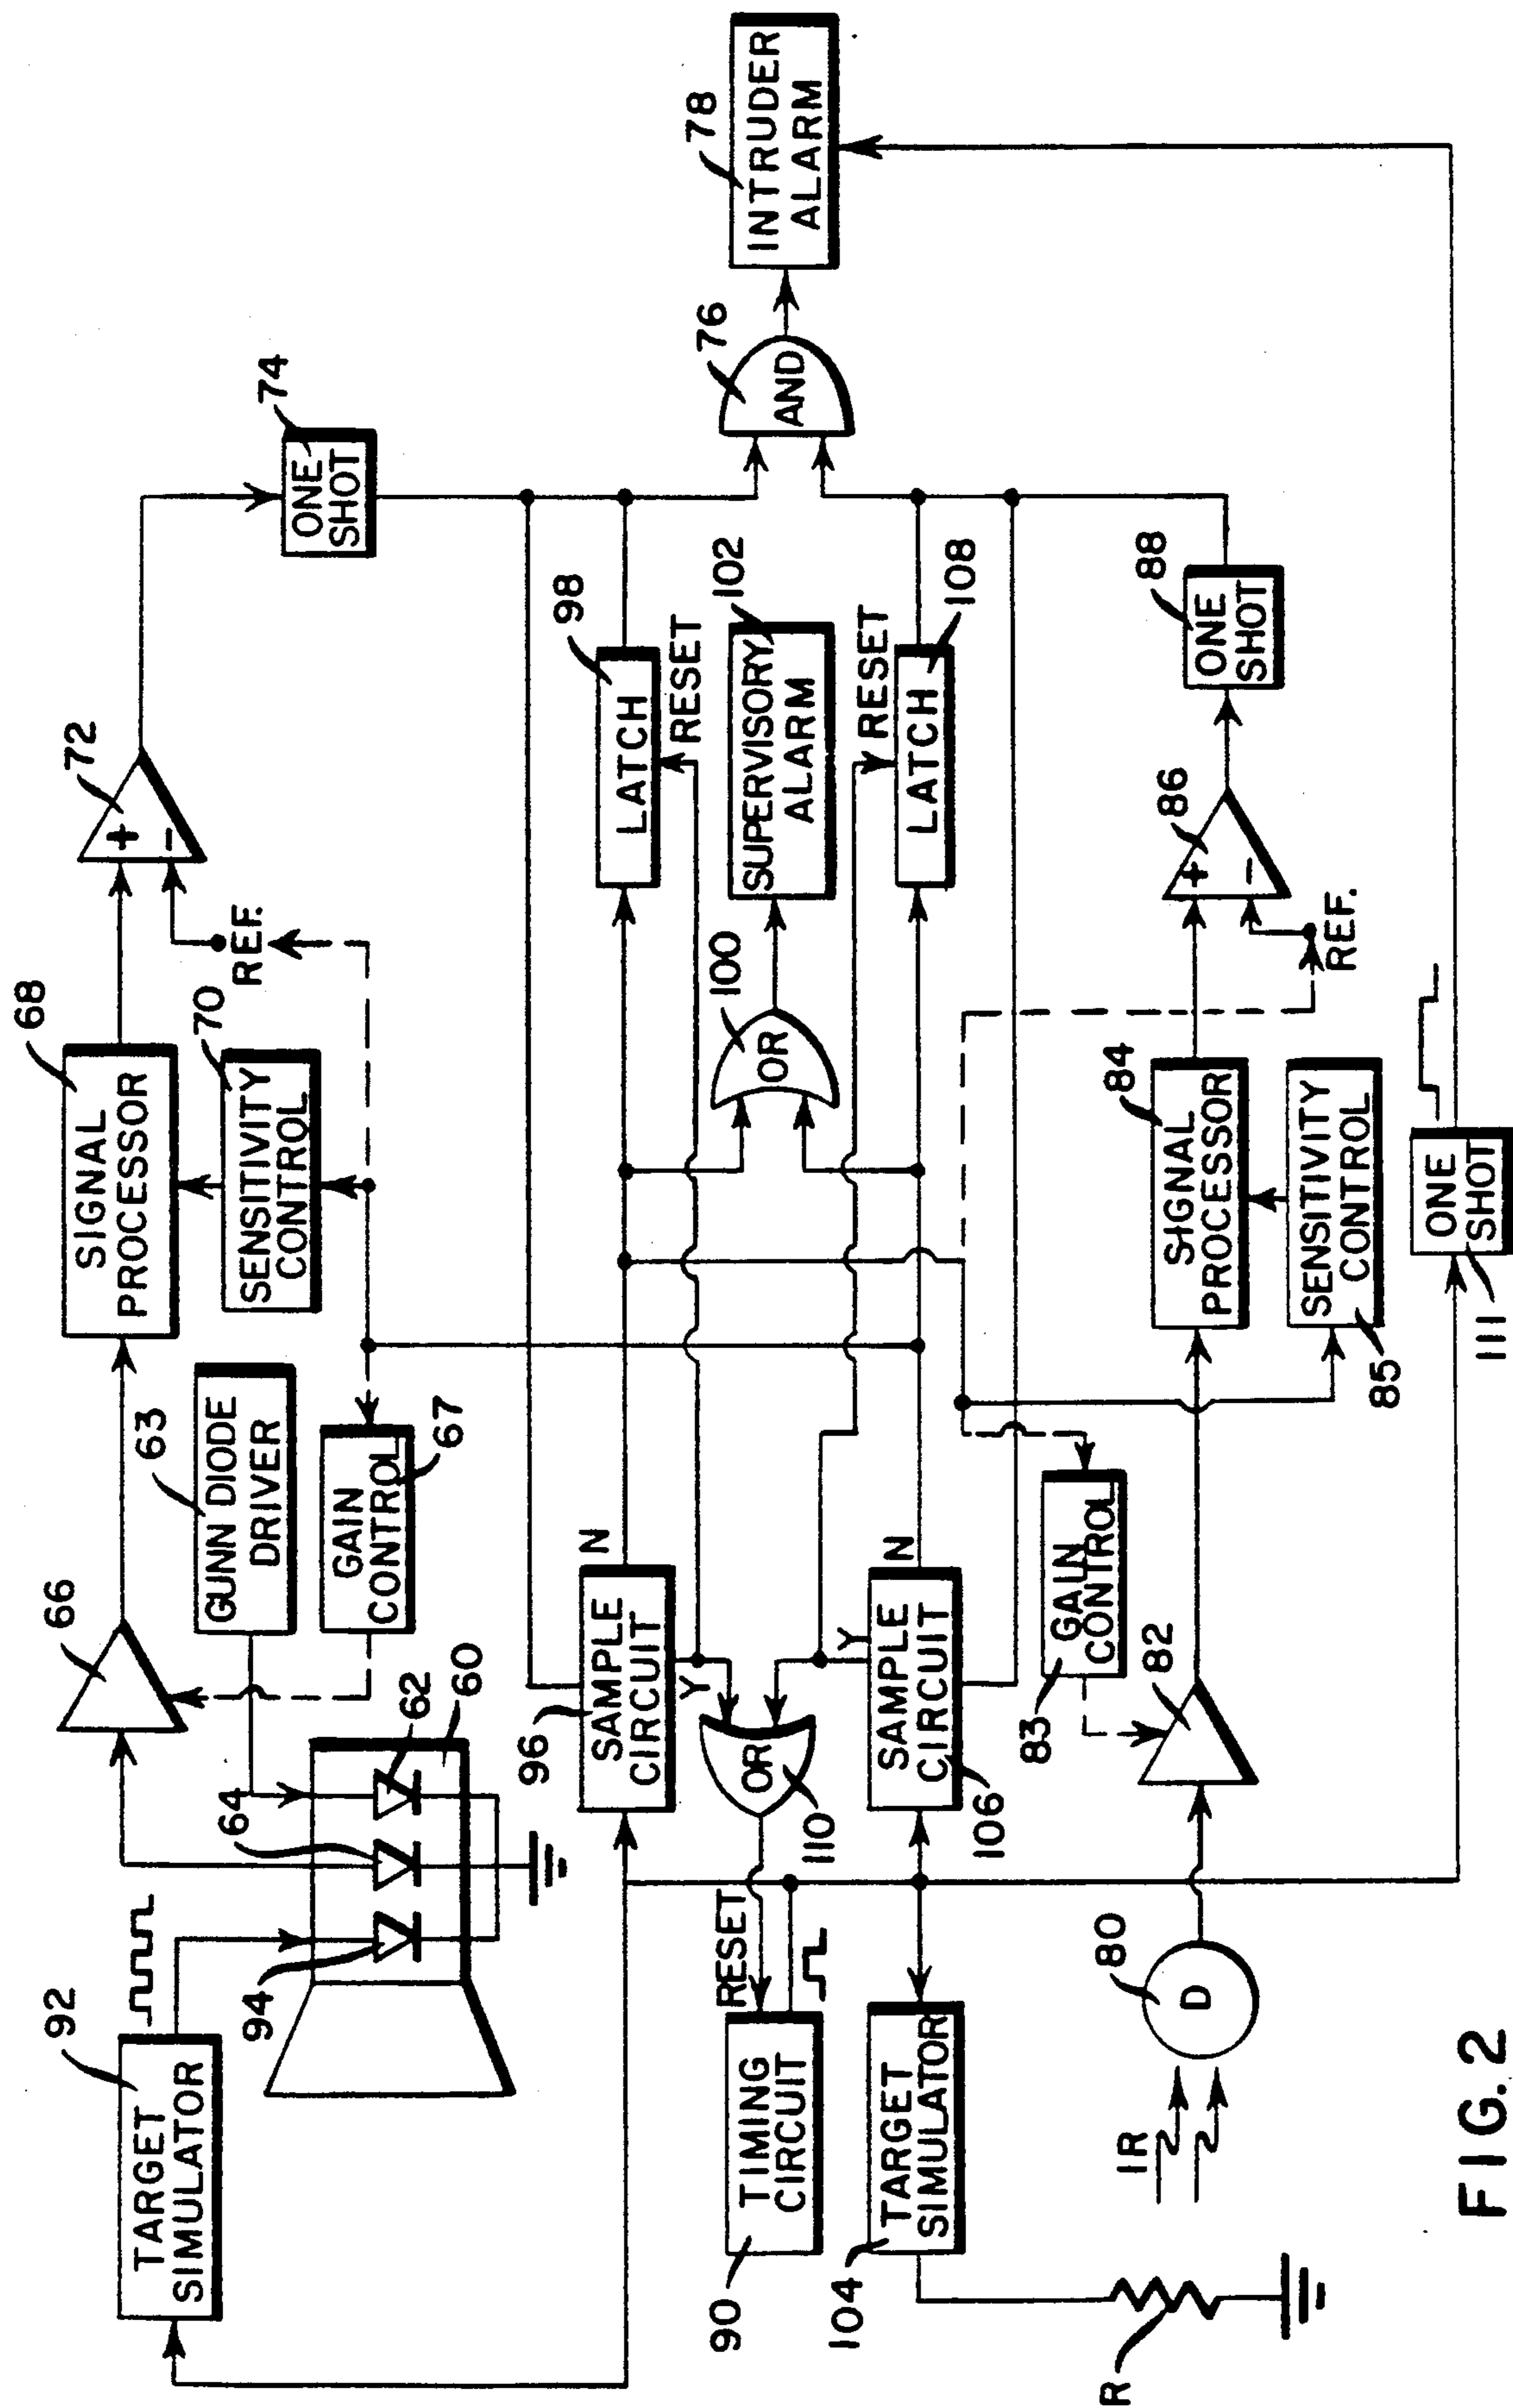 92
TARGET
SIMULATOR
94
64
62
60
66
63
GUNN DIODE
DRIVER
GAIN
CONTROL
67
68
SIGNAL
PROCESSOR
70
SENSITIVITY
CONTROL
REF.
72
+
-
74
ONE
SHOT
96
SAMPLE
CIRCUIT
N
Y
98
LATCH
RESET
90
TIMING
CIRCUIT
RESET
OR
110
100
OR
102
SUPERVISORY
ALARM
76
AND
78
INTRUDER
ALARM
104
TARGET
SIMULATOR
R
106
SAMPLE
CIRCUIT
Y
N
RESET
LATCH
108
83
GAIN
CONTROL
IR
80
D
82
84
SIGNAL
PROCESSOR
SENSITIVITY
CONTROL
85
86
+
-
REF.
88
ONE
SHOT
111
ONE
SHOT
FIG. 2